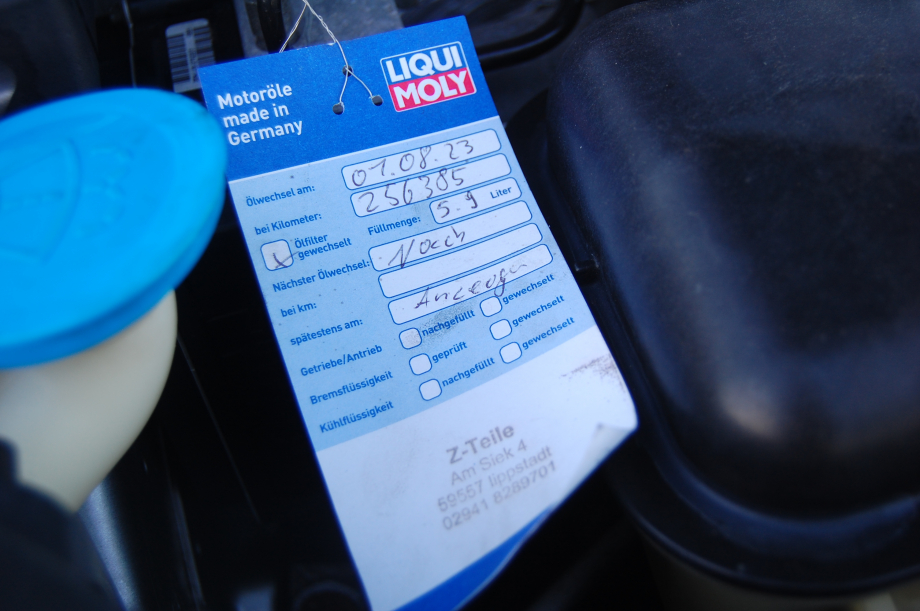 Motoröle
made in
Germany
LIQUI
MOLY
Ölwechsel am: 01.08.23
bei Kilometer: 256385
Ölfilter gewechselt Füllmenge: 5.9 Liter
Nächster Ölwechsel: Nach
bei km:
spätestens am: Anzeige
Getriebe/Antrieb nachgefüllt gewechselt
Bremsflüssigkeit geprüft gewechselt
Kühlflüssigkeit nachgefüllt gewechselt
Z-Teile
Am Siek 4
69557 lippstadt
02941 8289701